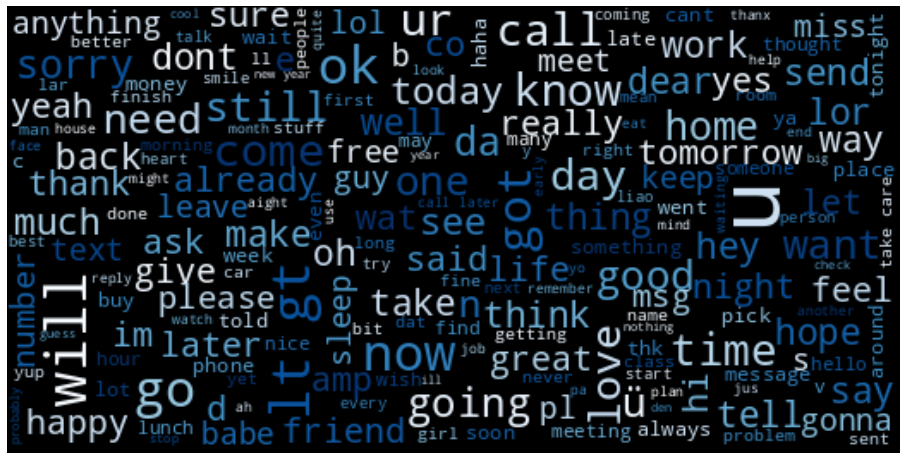 anything sure lol ur call coming cant thanx miss
cool people quite better talk wait ll haha late work thought tonight
sorry dont e ok b co meet dear yes send help
lar money smile new year look today know mean room
finish first
yeah need still well da really many home ya lor way
man house month stuff may eat end
face c back morning heart come free year y right tomorrow big
thank might already guy one got early day liao keep someone place
much done leave aight even use wat call later see thing went waiting u let person take care
best text ask make week oh long said something mind hey want
number reply give car gt try fine life yo good night check feel
buy please told sleep take n next remember msg name pick another around
guess im watch bit dat find think getting nothing hope
will later nice now job great love thk class time s hello
yup hour phone yet amp wish ill never start hi message v say
probably lot go d ah lt every going pl pa ü plan den jus tell gonna
happy lunch stop babe friend girl soon meeting always problem sent